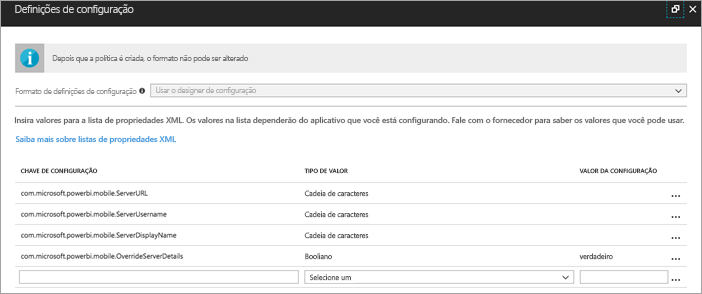 Definições de configuração
Depois que a política é criada, o formato não pode ser alterado
Formato de definições de configuração Usar o designer de configuração
Insira valores para a lista de propriedades XML. Os valores na lista dependerão do aplicativo que você está configurando. Fale com o fornecedor para saber os valores que você pode usar.
Saiba mais sobre listas de propriedades XML
CHAVE DE CONFIGURAÇÃO TIPO DE VALOR VALOR DA CONFIGURAÇÃO
com.microsoft.powerbi.mobile.ServerURL Cadeia de caracteres ...
com.microsoft.powerbi.mobile.ServerUsername Cadeia de caracteres ...
com.microsoft.powerbi.mobile.ServerDisplayName Cadeia de caracteres ...
com.microsoft.powerbi.mobile.OverrideServerDetails Booliano verdadeiro ...
Selecione um ...